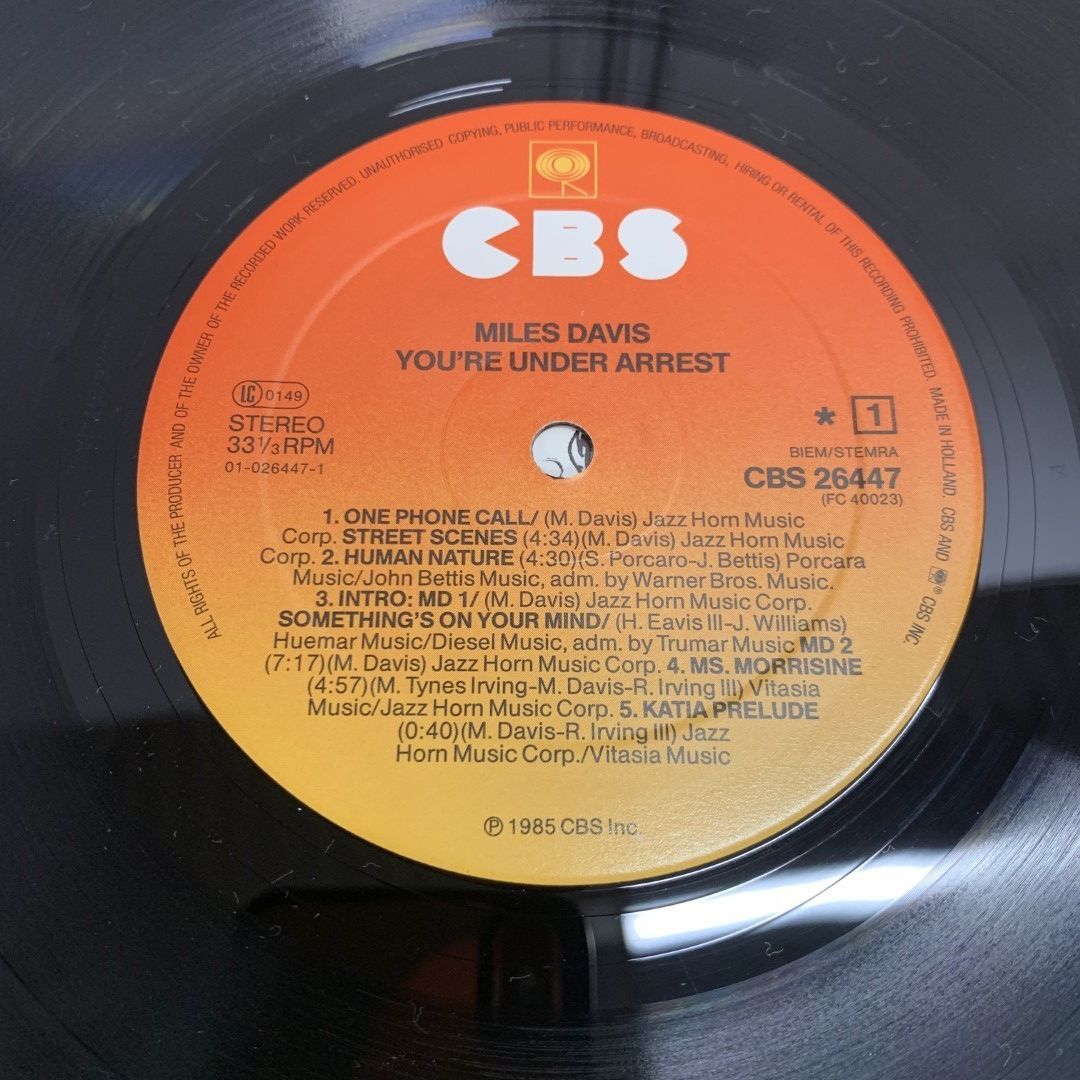 ALL RIGHTS OF THE PRODUCER AND OF THE OWNER OF THE RECORDED WORK RESERVED. UNAUTHORISED COPYING, PUBLIC PERFORMANCE, BROADCASTING, HIRING OR RENTAL OF THIS RECORDING PROHIBITED. MADE IN HOLLAND. CBS AND ® CBS INC.
CBS
MILES DAVIS
YOU'RE UNDER ARREST
LC 0149
STEREO
33 1/3 RPM
01-026447-1
* 1
BIEM/STEMRA
CBS 26447
(FC 40023)
1. ONE PHONE CALL/ (M. Davis) Jazz Horn Music
Corp. STREET SCENES (4:34)(M. Davis) Jazz Horn Music
Corp. 2. HUMAN NATURE (4:30)(S. Porcaro-J. Bettis) Porcara
Music/John Bettis Music, adm. by Warner Bros. Music.
3. INTRO: MD 1/ (M. Davis) Jazz Horn Music Corp.
SOMETHING'S ON YOUR MIND/ (H. Eavis III-J. Williams)
Huemar Music/Diesel Music, adm. by Trumar Music MD 2
(7:17)(M. Davis) Jazz Horn Music Corp. 4. MS. MORRISINE
(4:57)(M. Tynes Irving-M. Davis-R. Irving III) Vitasia
Music/Jazz Horn Music Corp. 5. KATIA PRELUDE
(0:40)(M. Davis-R. Irving III) Jazz
Horn Music Corp./Vitasia Music
℗ 1985 CBS Inc.